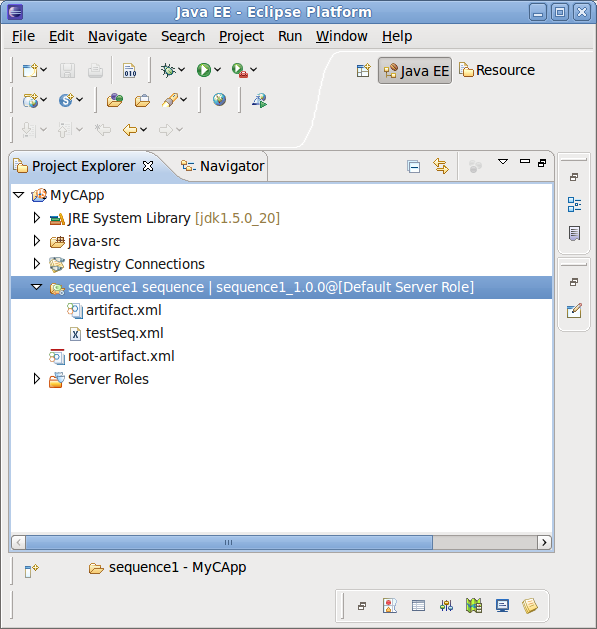 Java EE - Eclipse Platform
File Edit Navigate Search Project Run Window Help
010
Java EE Resource
S
Project Explorer Navigator
MyCApp
JRE System Library [jdk1.5.0_20]
java-src
Registry Connections
sequence1 sequence | sequence1_1.0.0@[Default Server Role]
artifact.xml
X testSeq.xml
root-artifact.xml
Server Roles
sequence1 - MyCApp